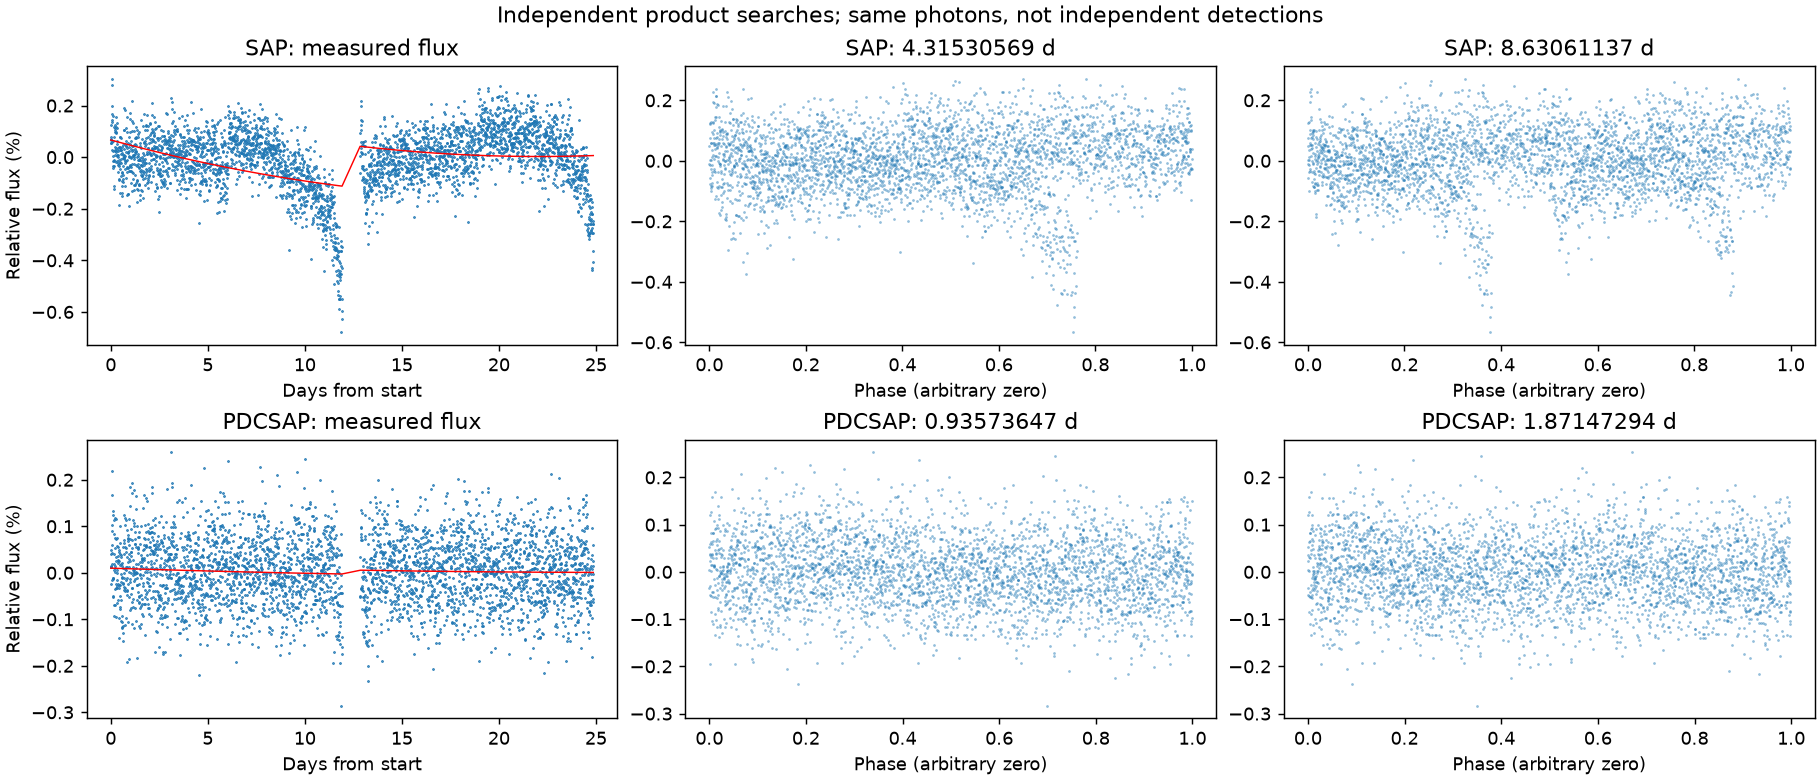 Independent product searches; same photons, not independent detections
SAP: measured flux
SAP: 4.31530569 d
SAP: 8.63061137 d
Relative flux (%)
0.2
0.0
−0.2
−0.4
−0.6
0 5 10 15 20 25
Days from start
0.2
0.0
−0.2
−0.4
−0.6
0.0 0.2 0.4 0.6 0.8 1.0
Phase (arbitrary zero)
0.2
0.0
−0.2
−0.4
−0.6
0.0 0.2 0.4 0.6 0.8 1.0
Phase (arbitrary zero)
PDCSAP: measured flux
PDCSAP: 0.93573647 d
PDCSAP: 1.87147294 d
Relative flux (%)
0.2
0.1
0.0
−0.1
−0.2
−0.3
0 5 10 15 20 25
Days from start
0.2
0.1
0.0
−0.1
−0.2
−0.3
0.0 0.2 0.4 0.6 0.8 1.0
Phase (arbitrary zero)
0.2
0.1
0.0
−0.1
−0.2
−0.3
0.0 0.2 0.4 0.6 0.8 1.0
Phase (arbitrary zero)